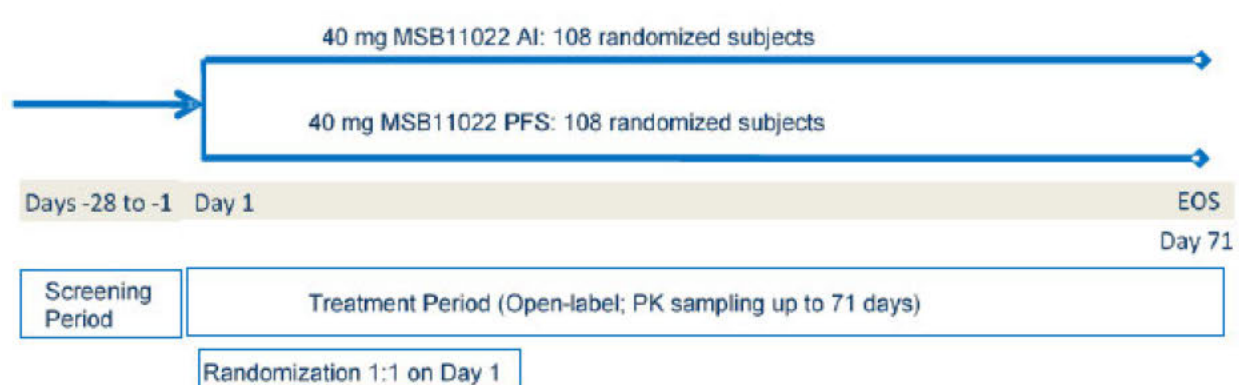 40 mg MSB11022 AI: 108 randomized subjects
40 mg MSB11022 PFS: 108 randomized subjects
Days -28 to -1 Day 1 EOS
Day 71
Screening
Period
Treatment Period (Open-label; PK sampling up to 71 days)
Randomization 1:1 on Day 1